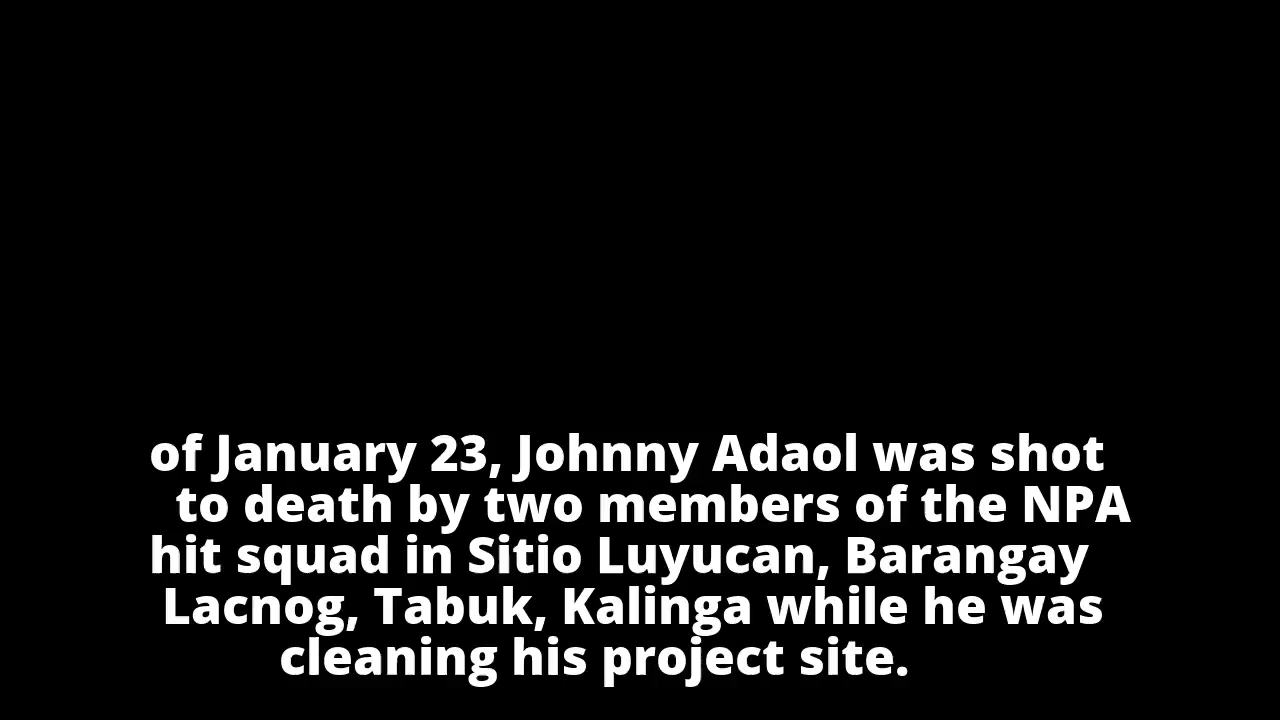 of January 23, Johnny Adaol was shot
to death by two members of the NPA
hit squad in Sitio Luyucan, Barangay
Lacnog, Tabuk, Kalinga while he was
cleaning his project site.